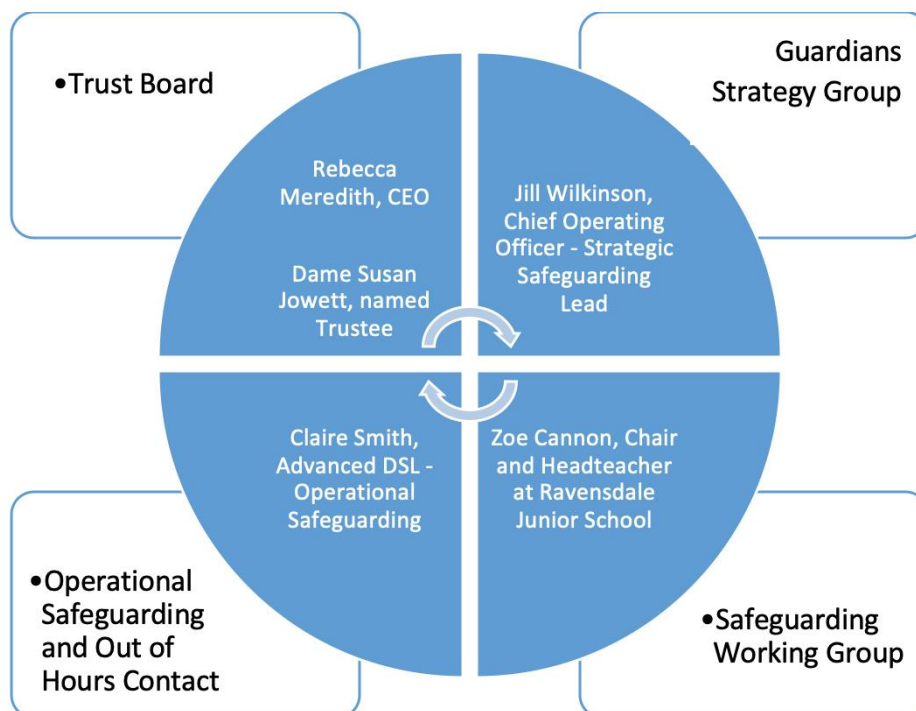 •Trust Board
Guardians
Strategy Group
Rebecca
Meredith, CEO
Dame Susan
Jowett, named
Trustee
Jill Wilkinson,
Chief Operating
Officer - Strategic
Safeguarding
Lead
Claire Smith,
Advanced DSL -
Operational
Safeguarding
Zoe Cannon, Chair
and Headteacher
at Ravensdale
Junior School
•Operational
Safeguarding
and Out of
Hours Contact
•Safeguarding
Working Group